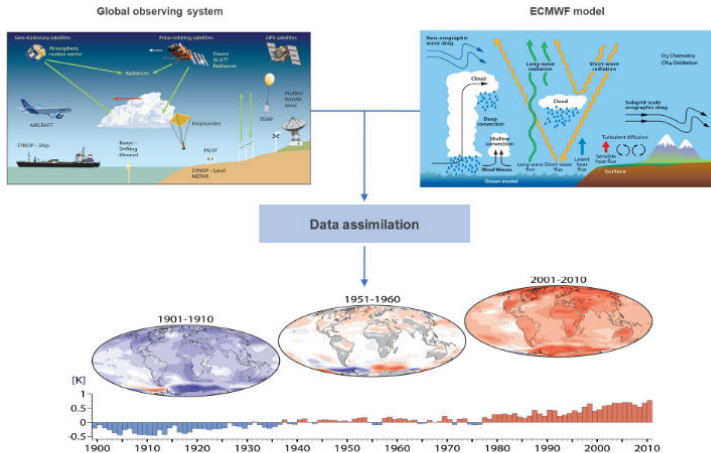 Global observing system
ECMWF model
Geo-stationary satellites
Polar-orbiting satellites
GPS satellites
Radiances
Ozone
SCATT
Radiances
AIRCRAFT
Dropsondes
TEMP
Profiler/
RADAR
wind
SYNOP - Ship
Buoys -
Drifting
Moored
PILOT
SYNOP - Land
METAR
Non-orographic
wave drag
Long-wave
radiation
Short-wave
radiation
O3 Chemistry
CH4 Oxidation
Cloud
Cloud
Deep
convection
Shallow
convection
Subgrid-scale
orographic drag
Turbulent diffusion
Wind Waves
Long-wave
flux
Short-wave
flux
Latent
heat
flux
Sensible
heat flux
Surface
Ocean model
Data assimilation
1901-1910
1951-1960
2001-2010
[K]
1
0.5
0
-0.5
1900 1910 1920 1930 1940 1950 1960 1970 1980 1990 2000 2010